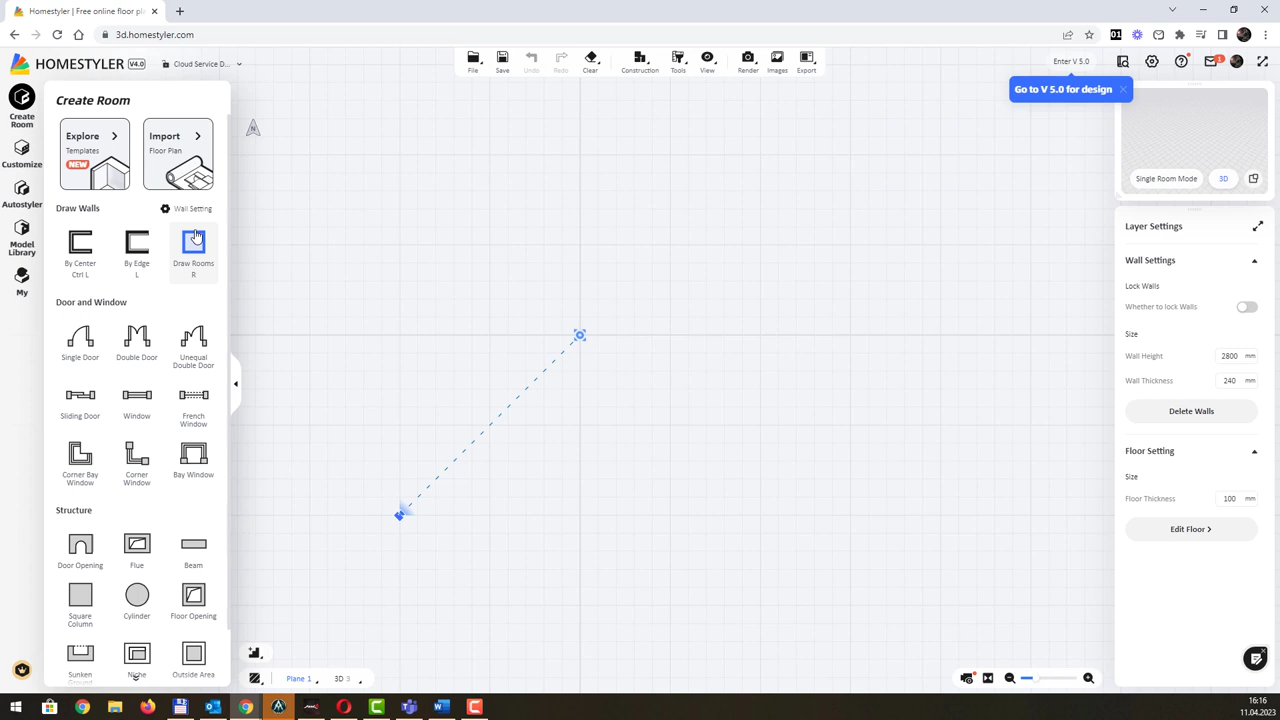 Homestyler | Free online floor pla
3d.homestyler.com
HOMESTYLER V4.0
Cloud Service D...
File
Save
Undo
Redo
Clear
Construction
Tools
View
Render
Images
Export
Enter V 5.0
1
Go to V 5.0 for design
Create
Room
Customize
Autostyler
Model
Library
My
Create Room
Explore
Templates
NEW
Import
Floor Plan
Draw Walls
Wall Setting
By Center
Ctrl L
By Edge
L
Draw Rooms
R
Door and Window
Single Door
Double Door
Unequal
Double Door
Sliding Door
Window
French
Window
Corner Bay
Window
Corner
Window
Bay Window
Structure
Door Opening
Flue
Beam
Square
Column
Cylinder
Floor Opening
Sunken
Ground
Niche
Outside Area
N
Plane 1
3D 3
Single Room Mode
3D
Layer Settings
Wall Settings
Lock Walls
Whether to lock Walls
Size
Wall Height 2800 mm
Wall Thickness 240 mm
Delete Walls
Floor Setting
Size
Floor Thickness 100 mm
Edit Floor
16:16
11.04.2023